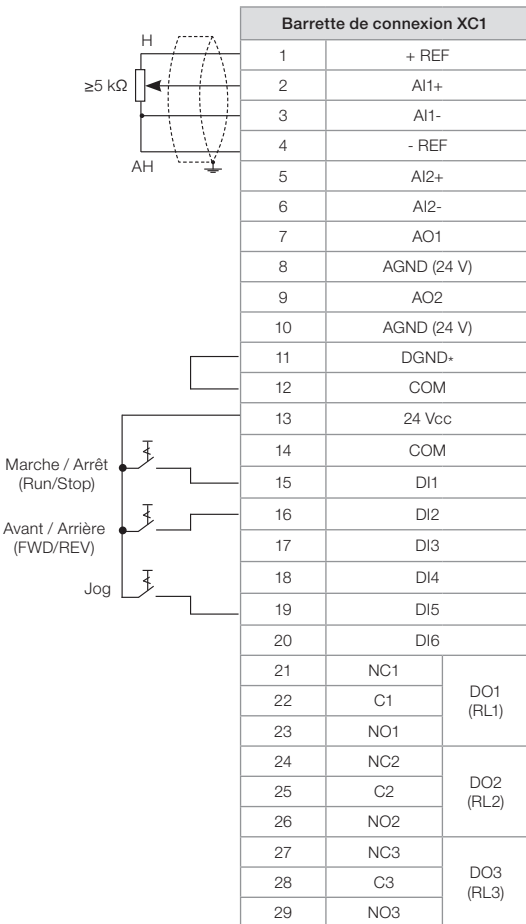 Barrette de connexion XC1
H
≥5 kΩ
AH
1 + REF
2 AI1+
3 AI1-
4 - REF
5 AI2+
6 AI2-
7 AO1
8 AGND (24 V)
9 AO2
10 AGND (24 V)
11 DGND*
12 COM
13 24 Vcc
14 COM
Marche / Arrêt
(Run/Stop)
15 DI1
16 DI2
Avant / Arrière
(FWD/REV)
17 DI3
18 DI4
Jog
19 DI5
20 DI6
21 NC1
22 C1
23 NO1
DO1
(RL1)
24 NC2
25 C2
26 NO2
DO2
(RL2)
27 NC3
28 C3
29 NO3
DO3
(RL3)